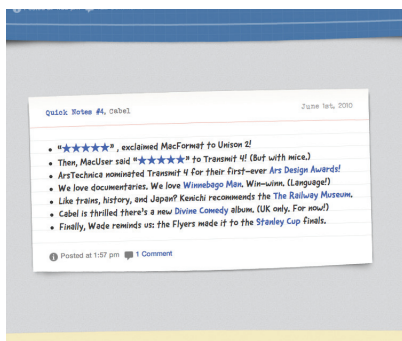 Quick Notes #4, Cabel
June 1st, 2010
• “★★★★★” , exclaimed MacFormat to Unison 2!
• Then, MacUser said “★★★★★” to Transmit 4! (But with mice.)
• ArsTechnica nominated Transmit 4 for their first-ever Ars Design Awards!
• We love documentaries. We love Winnebago Man. Win-winn. (Language!)
• Like trains, history, and Japan? Kenichi recommends the The Railway Museum.
• Cabel is thrilled there's a new Divine Comedy album. (UK only. For now!)
• Finally, Wade reminds us: the Flyers made it to the Stanley Cup finals.
Posted at 1:57 pm 1 Comment